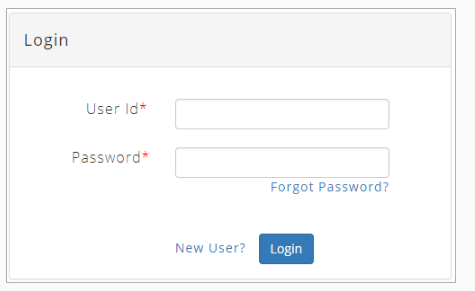 Login
User Id*
Password*
Forgot Password?
New User? Login